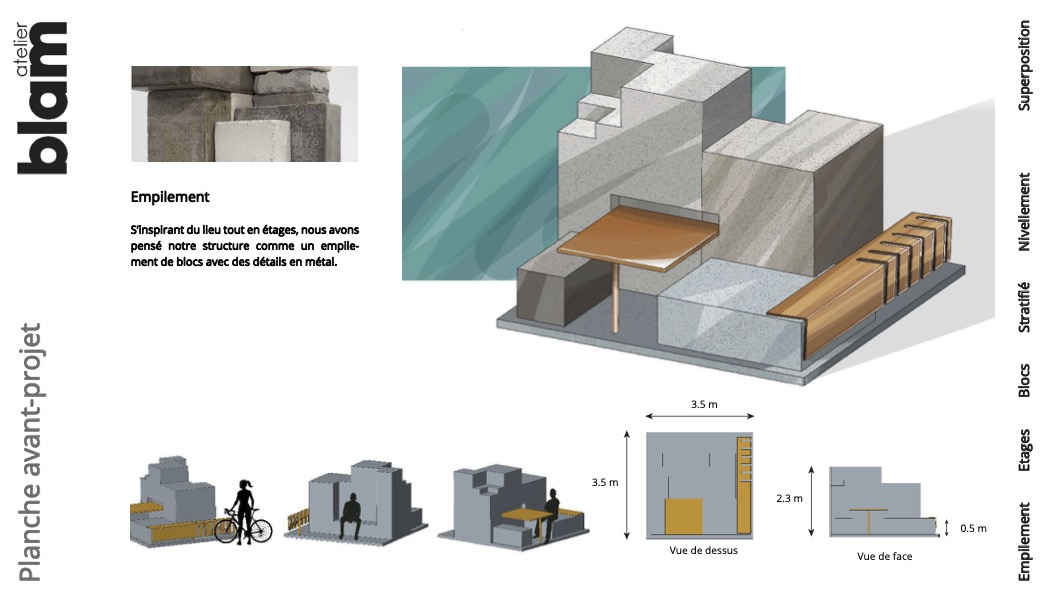 atelier
blam
Planche avant-projet
Empilement
S'inspirant du lieu tout en étages, nous avons
pensé notre structure comme un empile-
ment de blocs avec des détails en métal.
3.5 m
3.5 m
Vue de dessus
2.3 m
0.5 m
Vue de face
Superposition
Nivellement
Stratifié
Blocs
Etages
Empilement